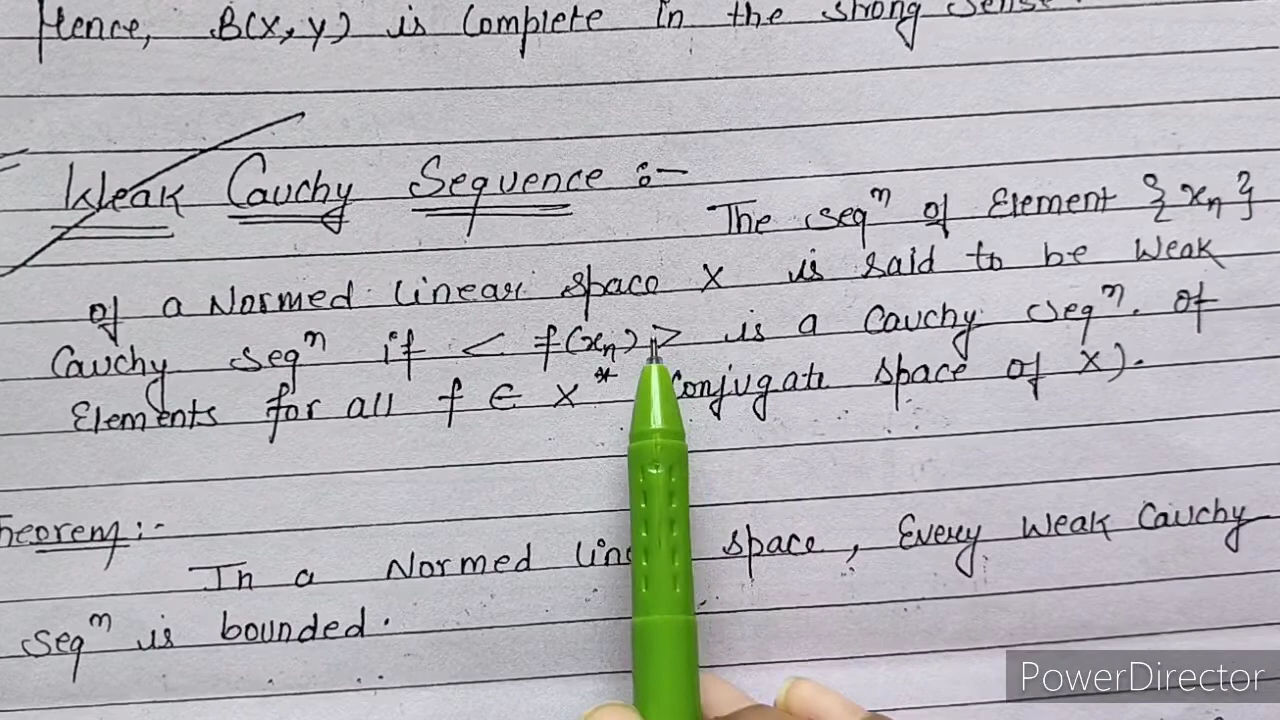 Hence, B(X, Y) is Complete in the strong sense.
Weak Cauchy Sequence :-
The seqⁿ of Element {xₙ}
of a Normed linear space X is said to be Weak
Cauchy seqⁿ if < f(xₙ) > is a Cauchy seqⁿ. of
Elements for all f ∈ X* Conjugate space of X).
Theorem :-
In a Normed line space, Every Weak Cauchy
seqⁿ is bounded.
PowerDirector